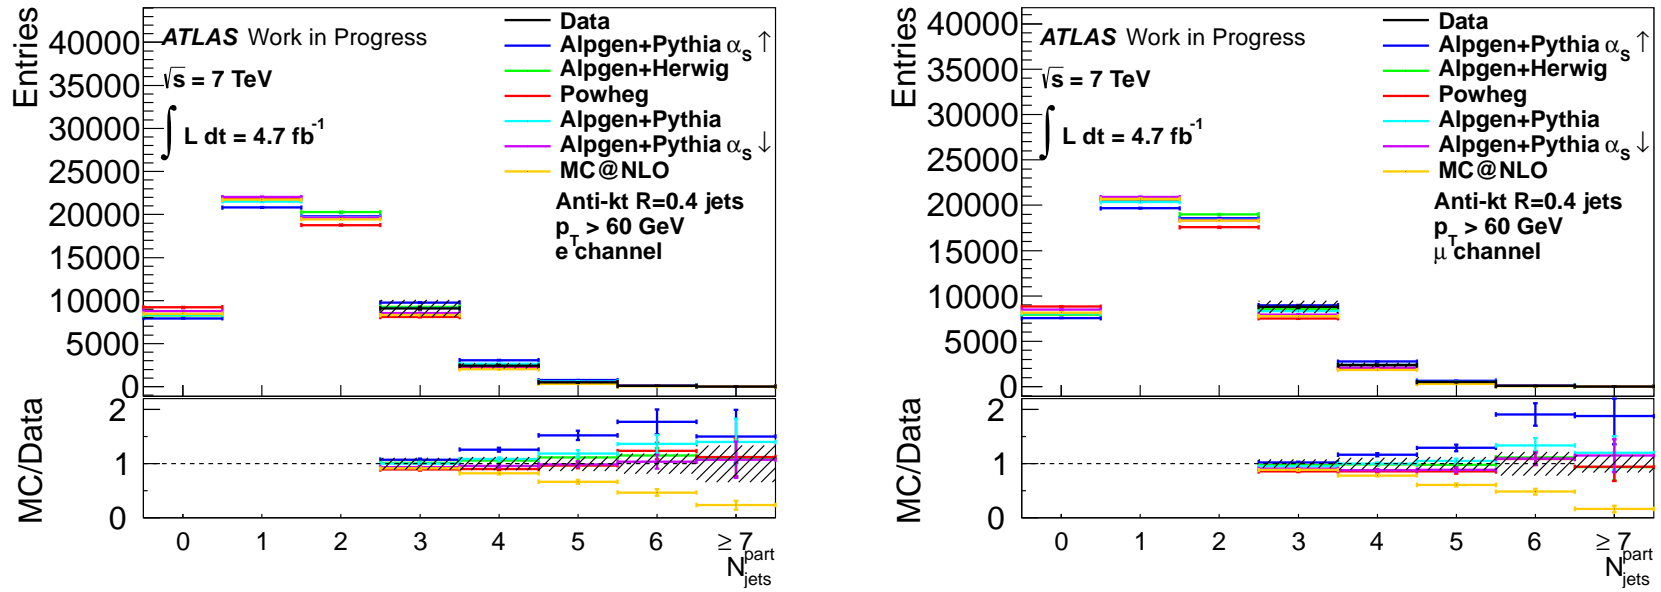 Entries
40000
35000
30000
25000
20000
15000
10000
5000
0
ATLAS Work in Progress
√s = 7 TeV
∫ L dt = 4.7 fb⁻¹
Data
Alpgen+Pythia αS ↑
Alpgen+Herwig
Powheg
Alpgen+Pythia
Alpgen+Pythia αS ↓
MC@NLO
Anti-kt R=0.4 jets
pT > 60 GeV
e channel
MC/Data
2
1
0
0 1 2 3 4 5 6 ≥ 7
N part jets
Entries
40000
35000
30000
25000
20000
15000
10000
5000
0
ATLAS Work in Progress
√s = 7 TeV
∫ L dt = 4.7 fb⁻¹
Data
Alpgen+Pythia αS ↑
Alpgen+Herwig
Powheg
Alpgen+Pythia
Alpgen+Pythia αS ↓
MC@NLO
Anti-kt R=0.4 jets
pT > 60 GeV
μ channel
MC/Data
2
1
0
0 1 2 3 4 5 6 ≥ 7
N part jets